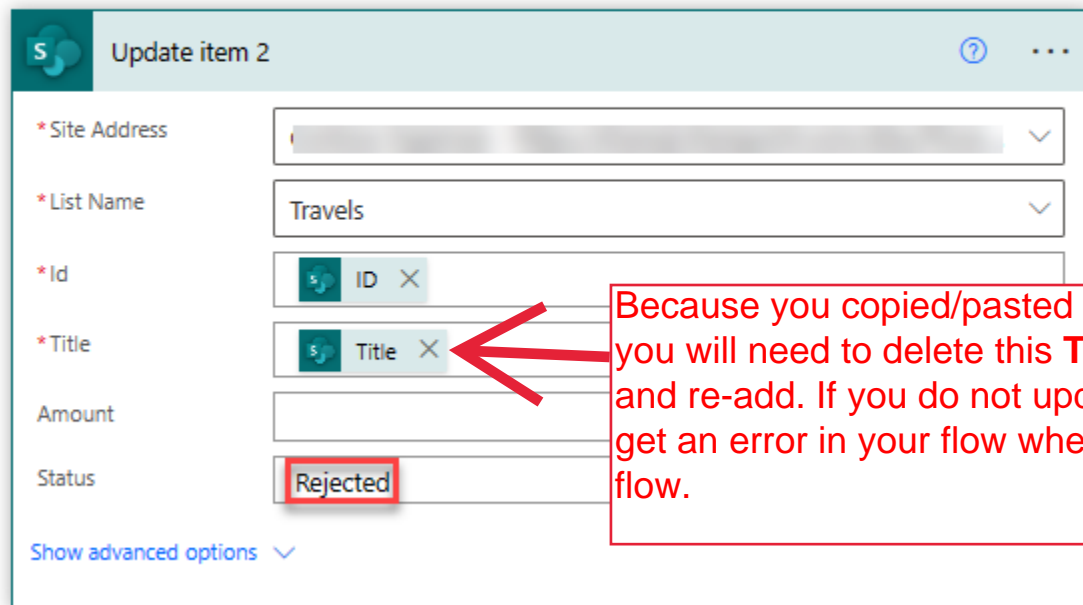 Update item 2
* Site Address
* List Name
Travels
* Id
ID
* Title
Title
Because you copied/pasted
you will need to delete this
and re-add. If you do not
get an error in your flow
flow.
Amount
Status
Rejected
Show advanced options